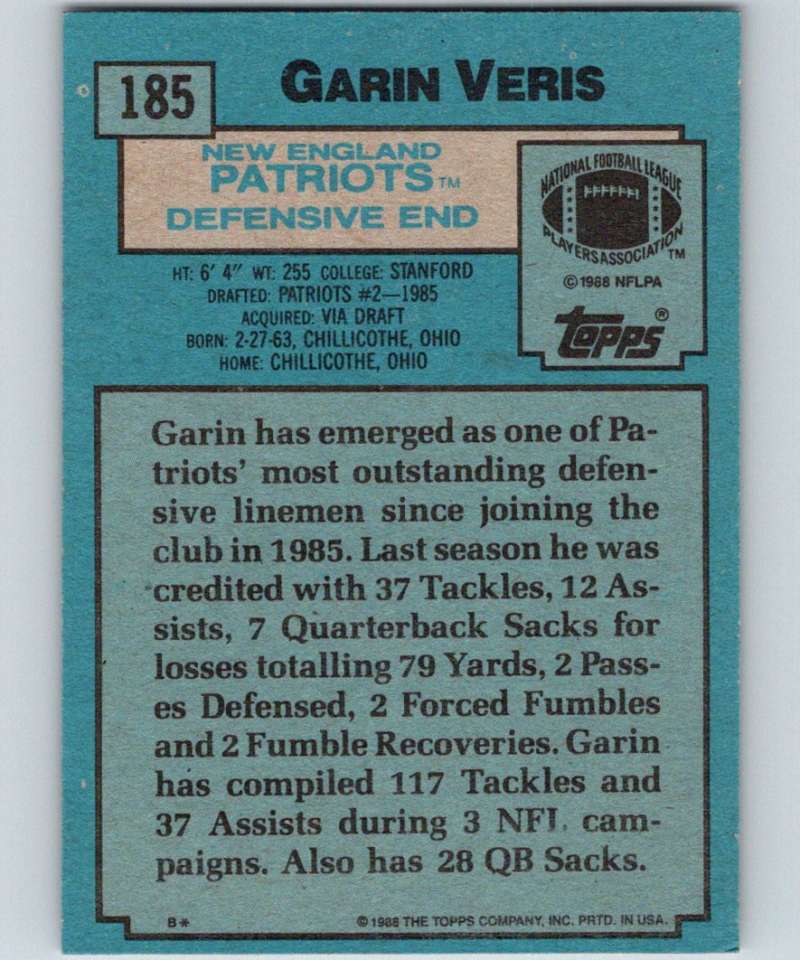 185
GARIN VERIS
NEW ENGLAND
PATRIOTS™
DEFENSIVE END
NATIONAL FOOTBALL LEAGUE
PLAYERS ASSOCIATION™
©1988 NFLPA
Topps®
HT: 6' 4" WT: 255 COLLEGE: STANFORD
DRAFTED: PATRIOTS #2—1985
ACQUIRED: VIA DRAFT
BORN: 2-27-63, CHILLICOTHE, OHIO
HOME: CHILLICOTHE, OHIO
Garin has emerged as one of Pa-
triots' most outstanding defen-
sive linemen since joining the
club in 1985. Last season he was
credited with 37 Tackles, 12 As-
sists, 7 Quarterback Sacks for
losses totalling 79 Yards, 2 Pass-
es Defensed, 2 Forced Fumbles
and 2 Fumble Recoveries. Garin
has compiled 117 Tackles and
37 Assists during 3 NFL cam-
paigns. Also has 28 QB Sacks.
B*
©1988 THE TOPPS COMPANY, INC. PRTD. IN USA.